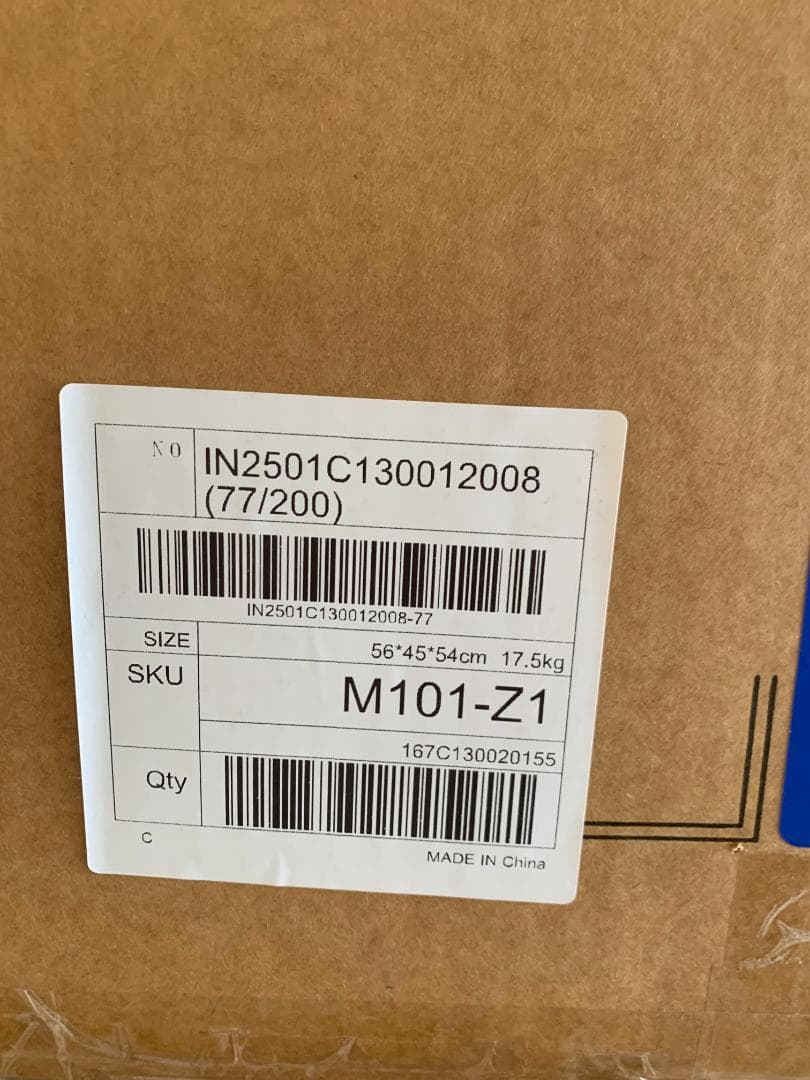 NO IN2501C130012008
(77/200)
IN2501C130012008-77
SIZE 56*45*54cm 17.5kg
SKU M101-Z1
167C130020155
Qty
C
MADE IN China